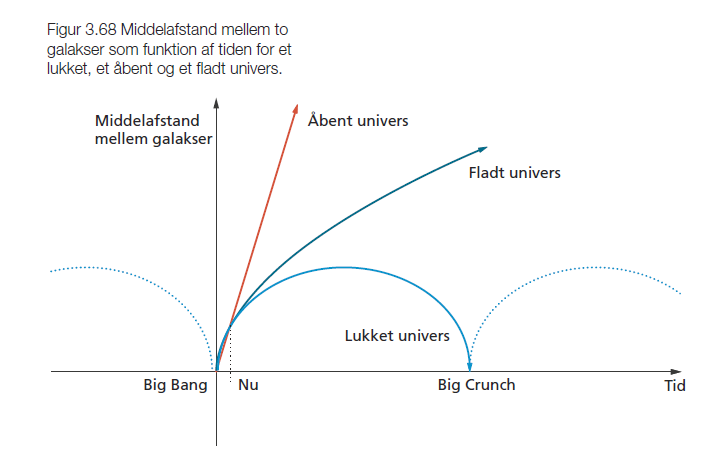 Figur 3.68 Middelafstand mellem to
galakser som funktion af tiden for et
lukket, et åbent og et fladt univers.
Middelafstand
mellem galakser
Åbent univers
Fladt univers
Lukket univers
Big Bang
Nu
Big Crunch
Tid